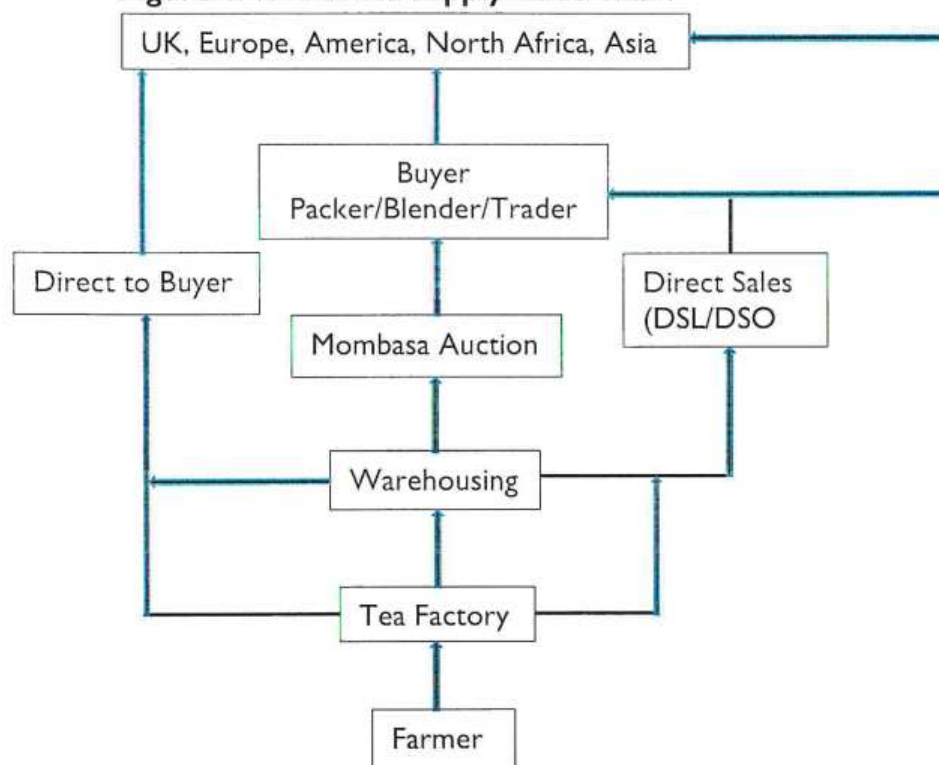 UK, Europe, America, North Africa, Asia
Buyer
Packer/Blender/Trader
Direct to Buyer
Direct Sales
(DSL/DSO
Mombasa Auction
Warehousing
Tea Factory
Farmer